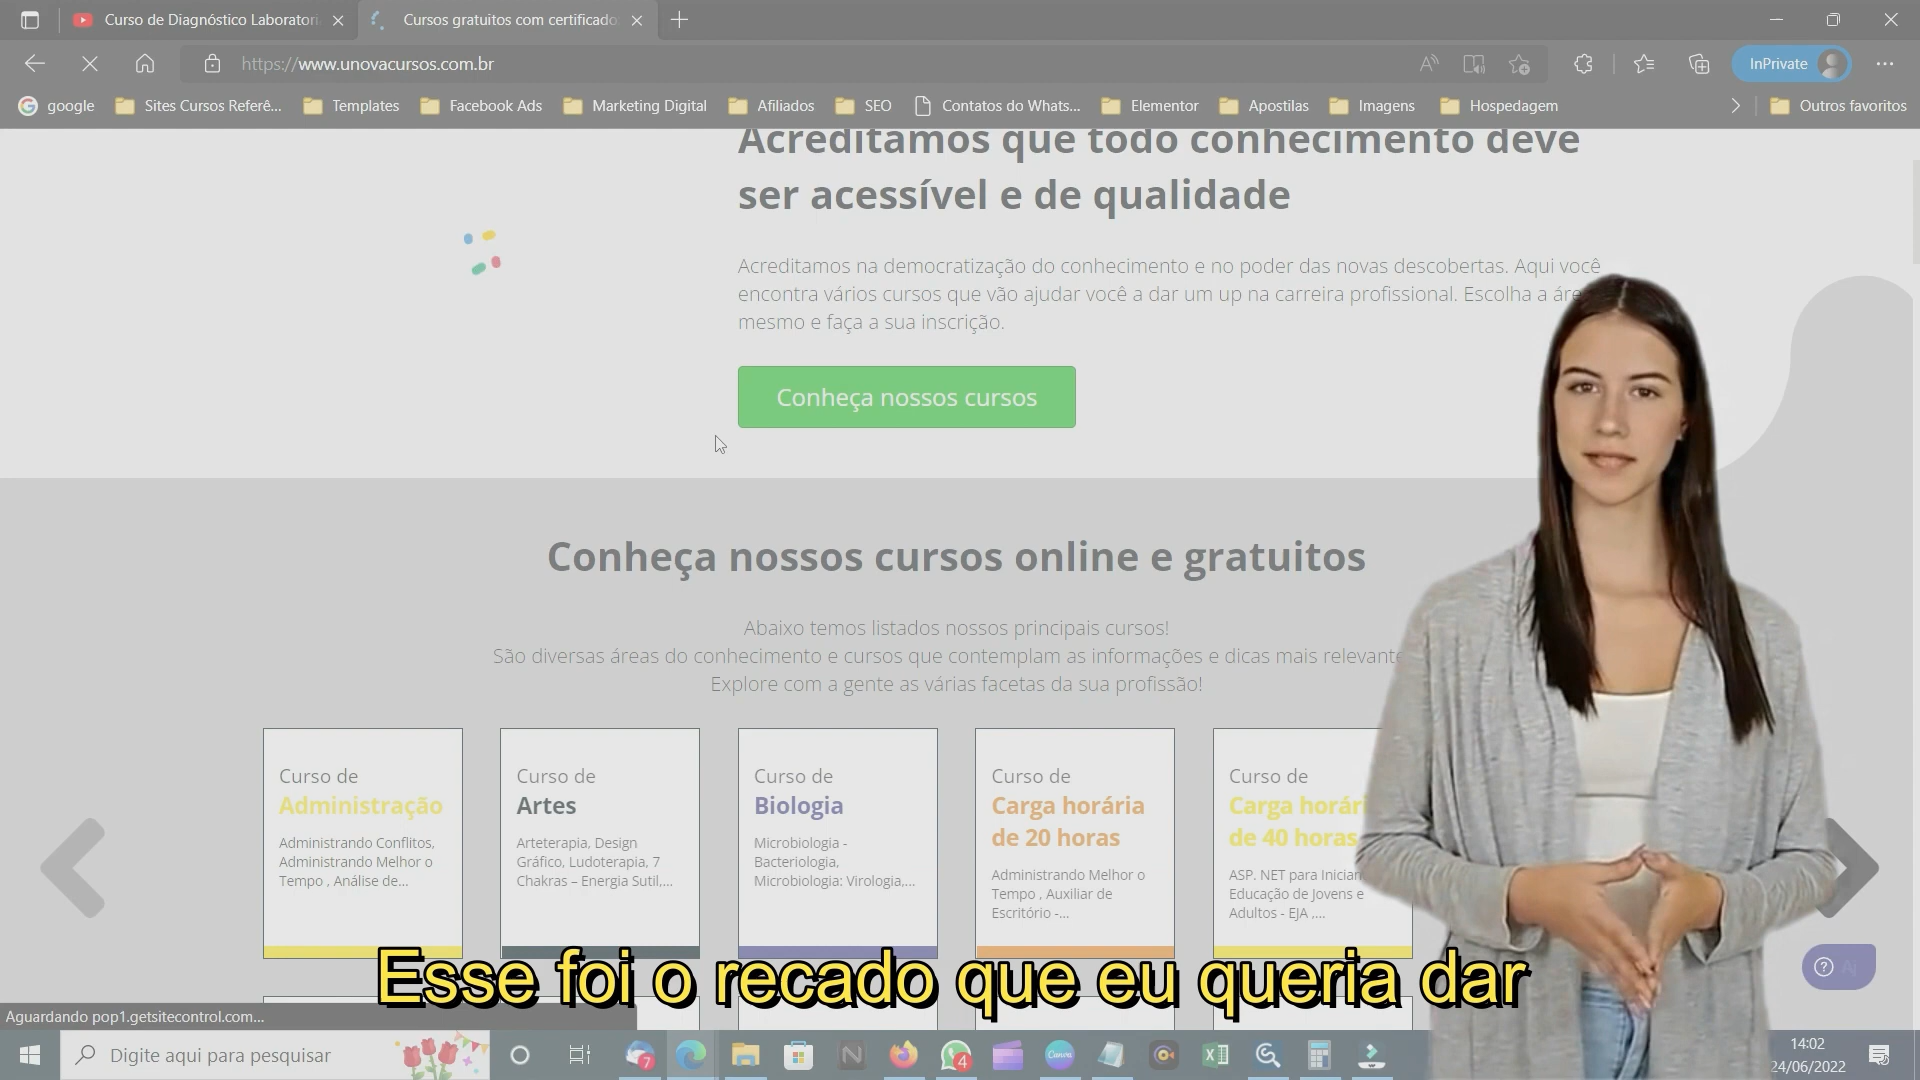 Curso de Diagnóstico Laboratori
Cursos gratuitos com certificado
https://www.unovacursos.com.br
InPrivate
google
Sites Cursos Referê...
Templates
Facebook Ads
Marketing Digital
Afiliados
SEO
Contatos do Whats...
Elementor
Apostilas
Imagens
Hospedagem
Outros favoritos
Acreditamos que todo conhecimento deve
ser acessível e de qualidade
Acreditamos na democratização do conhecimento e no poder das novas descobertas. Aqui você
encontra vários cursos que vão ajudar você a dar um up na carreira profissional. Escolha a áre
mesmo e faça a sua inscrição.
Conheça nossos cursos
Conheça nossos cursos online e gratuitos
Abaixo temos listados nossos principais cursos!
São diversas áreas do conhecimento e cursos que contemplam as informações e dicas mais relevante
Explore com a gente as várias facetas da sua profissão!
Curso de
Administração
Administrando Conflitos,
Administrando Melhor o
Tempo , Análise de...
Curso de
Artes
Arteterapia, Design
Gráfico, Ludoterapia, 7
Chakras – Energia Sutil,...
Curso de
Biologia
Microbiologia -
Bacteriologia,
Microbiologia: Virologia,...
Curso de
Carga horária
de 20 horas
Administrando Melhor o
Tempo , Auxiliar de
Escritório -...
Curso de
Carga horári
de 40 horas
ASP. NET para Inician
Educação de Jovens e
Adultos - EJA ,...
Esse foi o recado que eu queria dar
Aj
Aguardando pop1.getsitecontrol.com...
Digite aqui para pesquisar
7
4
Canva
14:02
24/06/2022